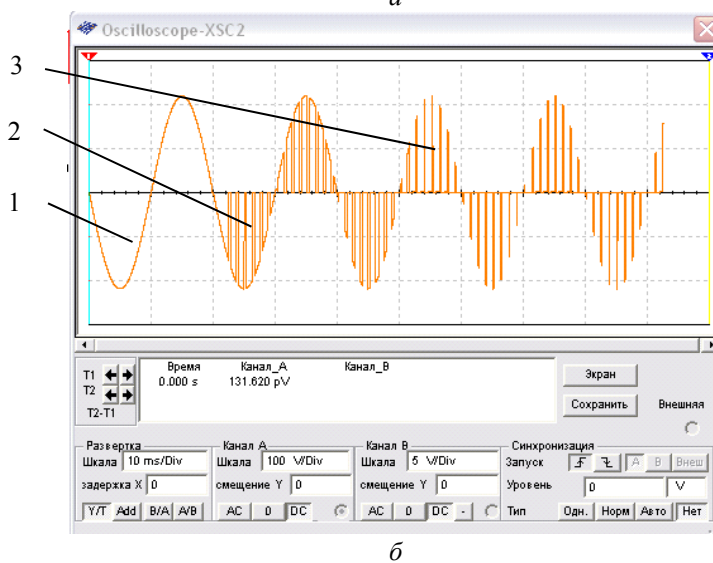 а
Oscilloscope-XSC2
1
2
3
2
1
T1
T2
T2-T1
Время Канал_А Канал_В
0.000 s 131.620 pV
Экран
Сохранить
Внешняя
Развертка
Шкала 10 ms/Div
задержка X 0
Y/T Add B/A A/B
Канал А
Шкала 100 V/Div
смещение Y 0
AC 0 DC
Канал В
Шкала 5 V/Div
смещение Y 0
AC 0 DC -
Синхронизация
Запуск A B Внеш
Уровень 0 V
Тип Одн. Норм Авто Нет
б